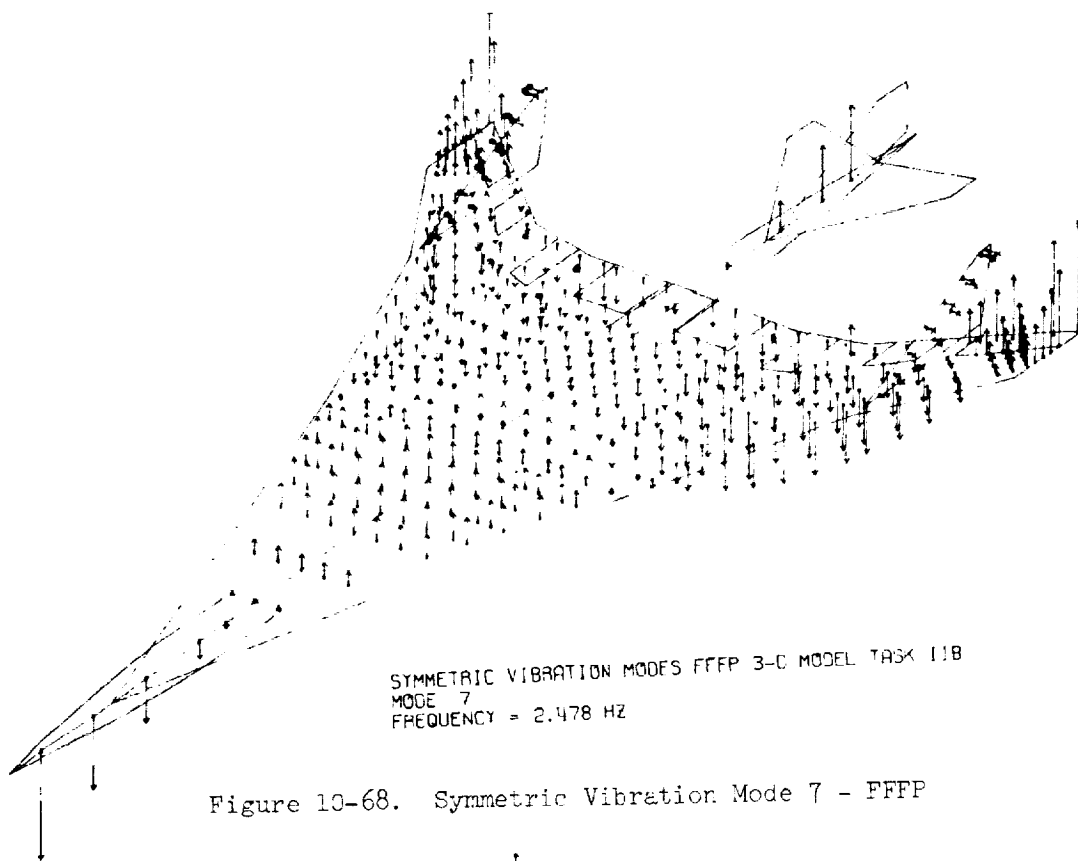 SYMMETRIC VIBRATION MODES FFFP 3-D MODEL TASK IIB
MODE 7
FREQUENCY = 2.478 HZ
Figure 10-68. Symmetric Vibration Mode 7 - FFFP